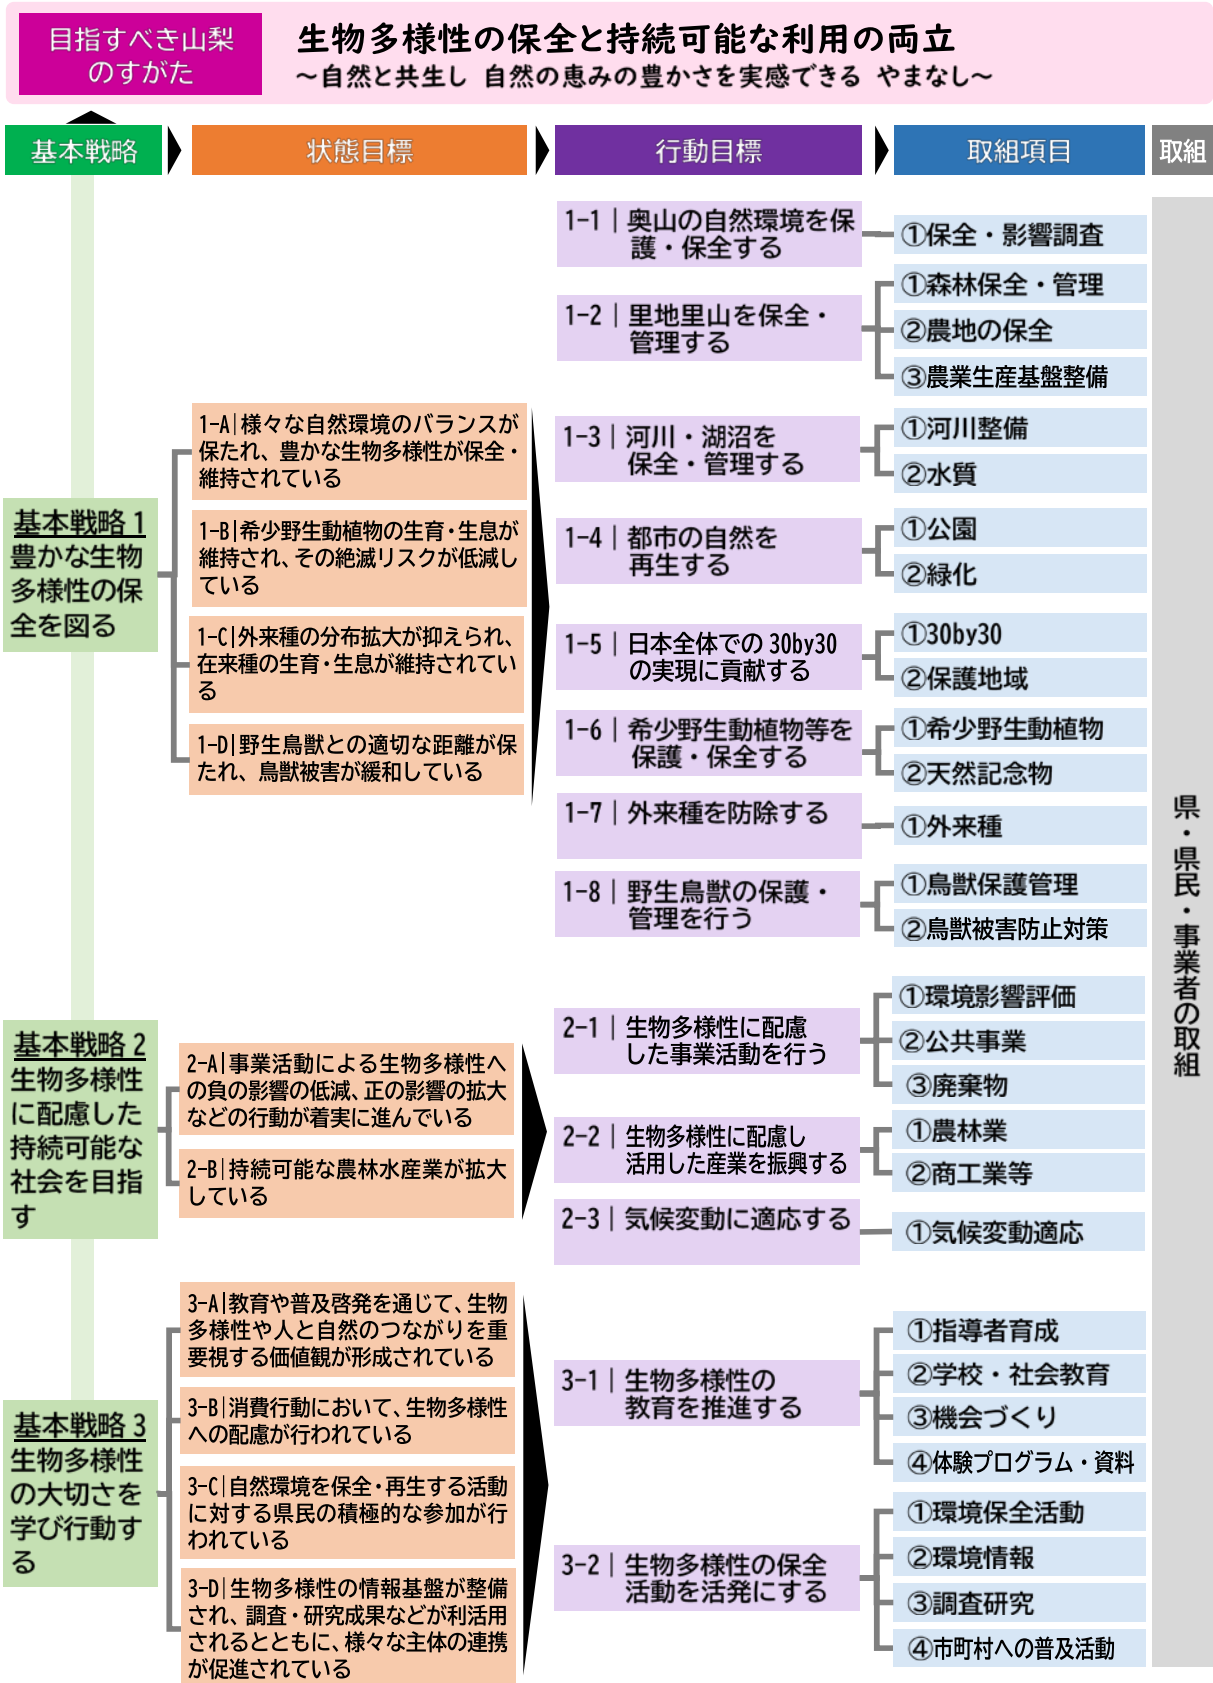 目指すべき山梨
のすがた
生物多様性の保全と持続可能な利用の両立
～自然と共生し 自然の恵みの豊かさを実感できる やまなし～
基本戦略
状態目標
行動目標
取組項目
取組
基本戦略1
豊かな生物
多様性の保
全を図る
1-A|様々な自然環境のバランスが
保たれ、豊かな生物多様性が保全・
維持されている
1-B|希少野生動植物の生育・生息が
維持され、その絶滅リスクが低減し
ている
1-C|外来種の分布拡大が抑えられ、
在来種の生育・生息が維持されてい
る
1-D|野生鳥獣との適切な距離が保
たれ、鳥獣被害が緩和している
1-1｜奥山の自然環境を保
護・保全する
①保全・影響調査
1-2｜里地里山を保全・
管理する
①森林保全・管理
②農地の保全
③農業生産基盤整備
1-3｜河川・湖沼を
保全・管理する
①河川整備
②水質
1-4｜都市の自然を
再生する
①公園
②緑化
1-5｜日本全体での 30by30
の実現に貢献する
①30by30
②保護地域
1-6｜希少野生動植物等を
保護・保全する
①希少野生動植物
②天然記念物
1-7｜外来種を防除する
①外来種
1-8｜野生鳥獣の保護・
管理を行う
①鳥獣保護管理
②鳥獣被害防止対策
基本戦略2
生物多様性
に配慮した
持続可能な
社会を目指
す
2-A|事業活動による生物多様性へ
の負の影響の低減、正の影響の拡大
などの行動が着実に進んでいる
2-B|持続可能な農林水産業が拡大
している
2-1｜生物多様性に配慮
した事業活動を行う
①環境影響評価
②公共事業
③廃棄物
2-2｜生物多様性に配慮し
活用した産業を振興する
①農林業
②商工業等
2-3｜気候変動に適応する
①気候変動適応
基本戦略3
生物多様性
の大切さを
学び行動す
る
3-A|教育や普及啓発を通じて、生物
多様性や人と自然のつながりを重
要視する価値観が形成されている
3-B|消費行動において、生物多様性
への配慮が行われている
3-C|自然環境を保全・再生する活動
に対する県民の積極的な参加が行
われている
3-D|生物多様性の情報基盤が整備
され、調査・研究成果などが利活用
されるとともに、様々な主体の連携
が促進されている
3-1｜生物多様性の
教育を推進する
①指導者育成
②学校・社会教育
③機会づくり
④体験プログラム・資料
3-2｜生物多様性の保全
活動を活発にする
①環境保全活動
②環境情報
③調査研究
④市町村への普及活動
県・県民・事業者の取組